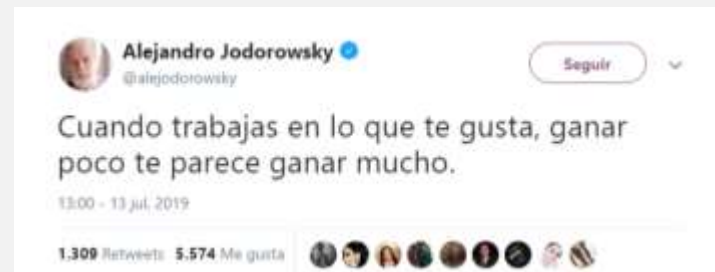 Alejandro Jodorowsky
@alejodorowsky
Seguir
Cuando trabajas en lo que te gusta, ganar
poco te parece ganar mucho.
13:00 - 13 jul. 2019
1.309 Retweets 5.574 Me gusta